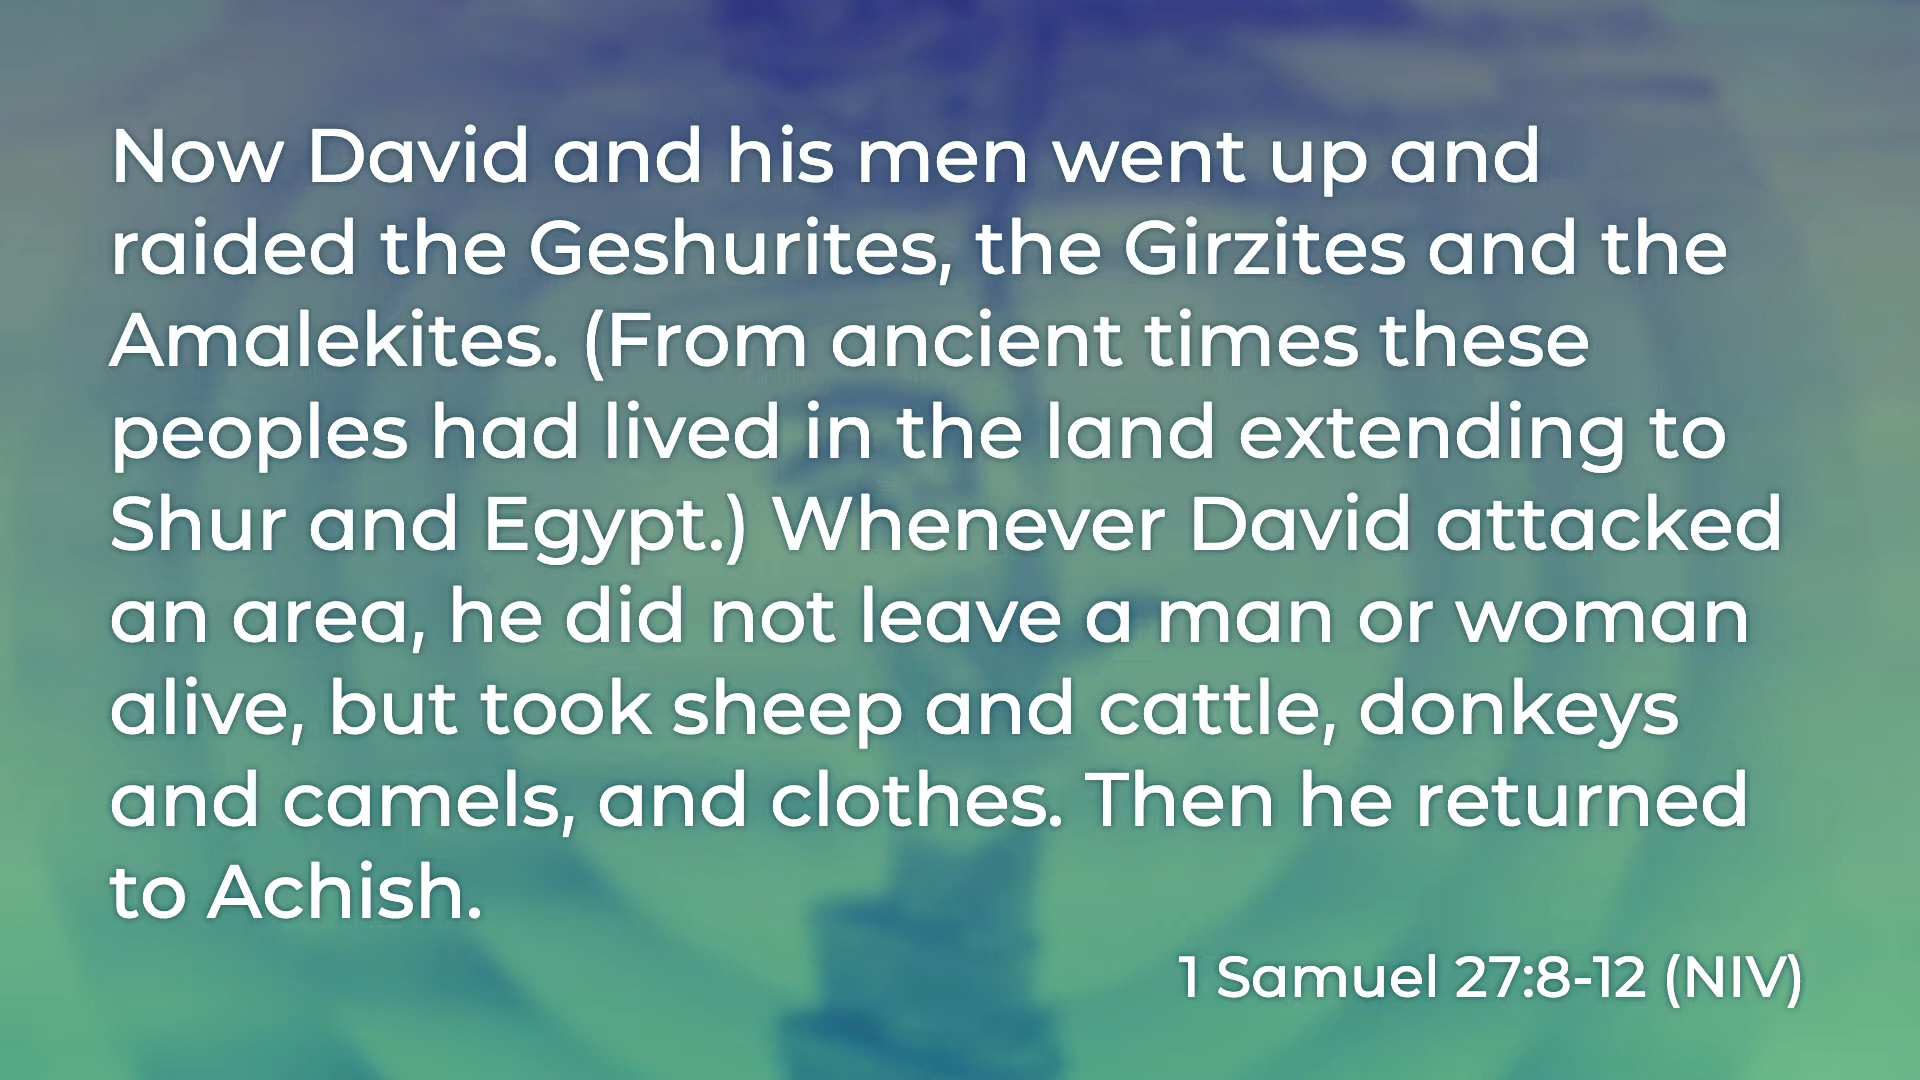 Now David and his men went up and
raided the Geshurites, the Girzites and the
Amalekites. (From ancient times these
peoples had lived in the land extending to
Shur and Egypt.) Whenever David attacked
an area, he did not leave a man or woman
alive, but took sheep and cattle, donkeys
and camels, and clothes. Then he returned
to Achish.
1 Samuel 27:8-12 (NIV)